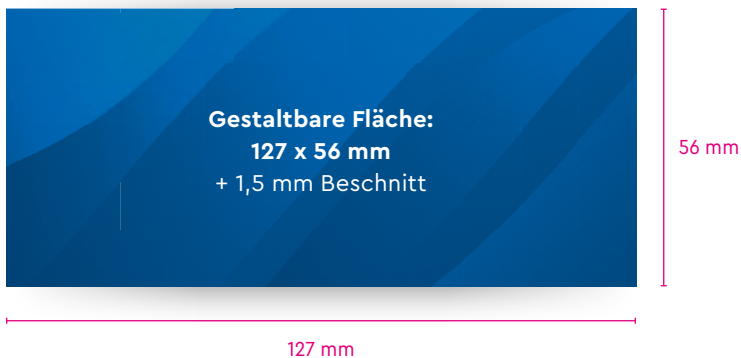 Gestaltbare Fläche:
127 x 56 mm
+ 1,5 mm Beschnitt
56 mm
127 mm